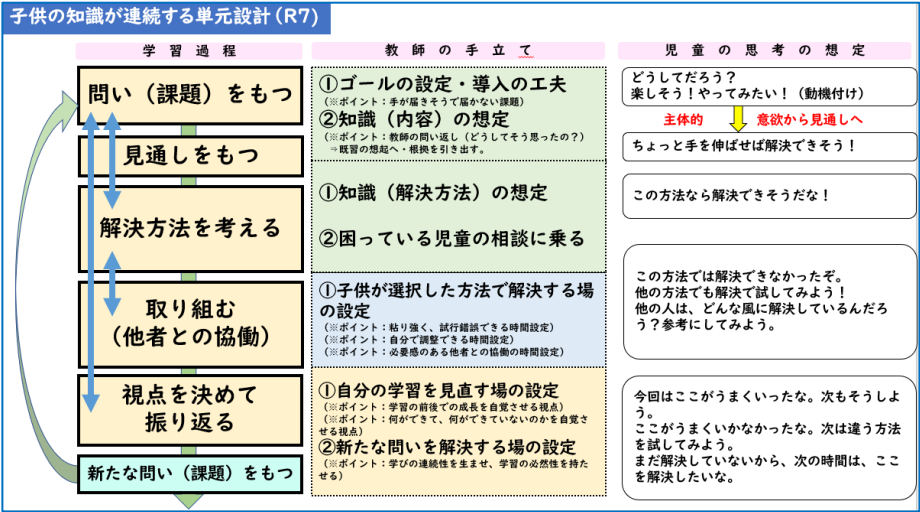 子供の知識が連続する単元設計(R7)
学習過程
教師の手立て
児童の思考の想定
問い(課題)をもつ
見通しをもつ
解決方法を考える
取り組む
(他者との協働)
視点を決めて
振り返る
新たな問い(課題)をもつ
①ゴールの設定・導入の工夫
(※ポイント:手が届きそうで届かない課題)
②知識(内容)の想定
(※ポイント:教師の問い返し(どうしてそう思ったの?)
⇒既習の想起へ・根拠を引き出す。
①知識(解決方法)の想定
②困っている児童の相談に乗る
①子供が選択した方法で解決する場
の設定
(※ポイント:粘り強く、試行錯誤できる時間設定)
(※ポイント:自分で調整できる時間設定)
(※ポイント:必要感のある他者との協働の時間設定)
①自分の学習を見直す場の設定
(※ポイント:学習の前後での成長を自覚させる視点)
(※ポイント:何ができて、何ができていないのかを自覚さ
せる視点)
②新たな問いを解決する場の設定
(※ポイント:学びの連続性を生ませ、学習の必然性を持た
せる)
どうしてだろう?
楽しそう!やってみたい!(動機付け)
主体的 意欲から見通しへ
ちょっと手を伸ばせば解決できそう!
この方法なら解決できそうだな!
この方法では解決できなかったぞ。
他の方法でも解決で試してみよう!
他の人は、どんな風に解決しているんだろ
う?参考にしてみよう。
今回はここがうまくいったな。次もそうしよ
う。
ここがうまくいかなかったな。次は違う方法
を試してみよう。
まだ解決していないから、次の時間は、ここ
を解決したいな。